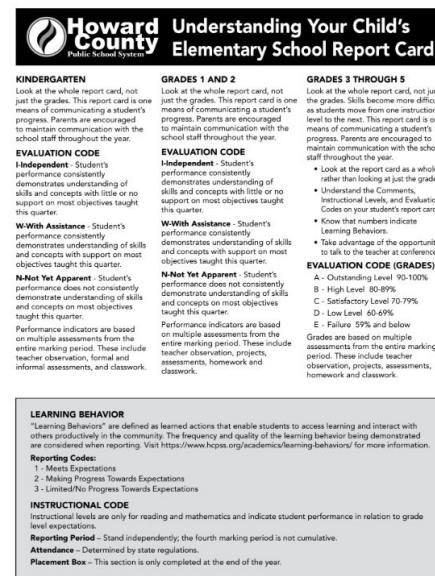 Howard County
Public School System
Understanding Your Child's
Elementary School Report Card
KINDERGARTEN
Look at the whole report card, not
just the grades. This report card is one
means of communicating a student's
progress. Parents are encouraged
to maintain communication with the
school staff throughout the year.
EVALUATION CODE
I-Independent - Student's
performance consistently
demonstrates understanding of
skills and concepts with little or no
support on most objectives taught
this quarter.
W-With Assistance - Student's
performance consistently
demonstrates understanding of skills
and concepts with support on most
objectives taught this quarter.
N-Not Yet Apparent - Student's
performance does not consistently
demonstrate understanding of skills
and concepts on most objectives
taught this quarter.
Performance indicators are based
on multiple assessments from the
entire marking period. These include
teacher observation, formal and
informal assessments, and classwork.
GRADES 1 AND 2
Look at the whole report card, not
just the grades. This report card is one
means of communicating a student's
progress. Parents are encouraged
to maintain communication with the
school staff throughout the year.
EVALUATION CODE
I-Independent - Student's
performance consistently
demonstrates understanding of
skills and concepts with little or no
support on most objectives taught
this quarter.
W-With Assistance - Student's
performance consistently
demonstrates understanding of skills
and concepts with support on most
objectives taught this quarter.
N-Not Yet Apparent - Student's
performance does not consistently
demonstrate understanding of skills
and concepts on most objectives
taught this quarter.
Performance indicators are based
on multiple assessments from the
entire marking period. These include
teacher observation, projects,
assessments, homework and
classwork.
GRADES 3 THROUGH 5
Look at the whole report card, not
the grades. Skills become more
as students move from one
level to the next. This report card is
means of communicating a student's
progress. Parents are encouraged to
maintain communication with the
staff throughout the year.
• Look at the report card as a
rather than looking at just the
• Understand the Comments,
Instructional Levels, and
Codes on your student's report
• Know that numbers indicate
Learning Behaviors.
• Take advantage of the
to talk to the teacher at
EVALUATION CODE (GRADES)
A - Outstanding Level 90-100%
B - High Level 80-89%
C - Satisfactory Level 70-79%
D - Low Level 60-69%
E - Failure 59% and below
Grades are based on multiple
assessments from the entire marking
period. These include teacher
observation, projects, assessments,
homework and classwork.
LEARNING BEHAVIOR
"Learning Behaviors" are defined as learned actions that enable students to access learning and interact with
others productively in the community. The frequency and quality of the learning behavior being demonstrated
are considered when reporting. Visit https://www.hcpss.org/academics/learning-behaviors/ for more information.
Reporting Codes:
1 - Meets Expectations
2 - Making Progress Towards Expectations
3 - Limited/No Progress Towards Expectations
INSTRUCTIONAL CODE
Instructional levels are only for reading and mathematics and indicate student performance in relation to grade
level expectations.
Reporting Period – Stand independently; the fourth marking period is not cumulative.
Attendance – Determined by state regulations.
Placement Box – This section is only completed at the end of the year.